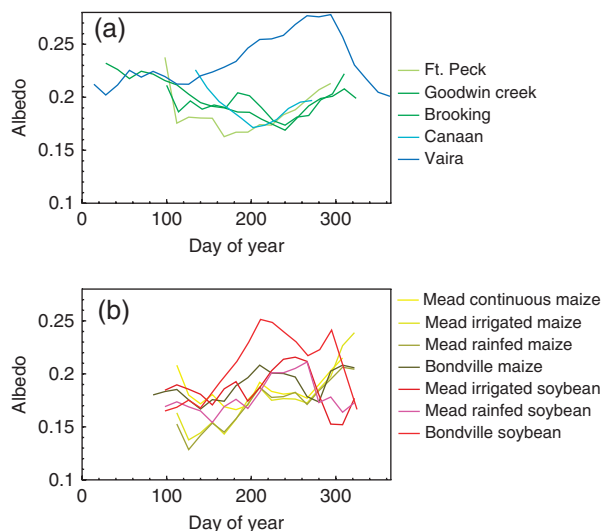 (a)
0.25
0.2
0.15
0.1
Albedo
0
100
200
300
Day of year
Ft. Peck
Goodwin creek
Brooking
Canaan
Vaira
(b)
0.25
0.2
0.15
0.1
Albedo
0
100
200
300
Day of year
Mead continuous maize
Mead irrigated maize
Mead rainfed maize
Bondville maize
Mead irrigated soybean
Mead rainfed soybean
Bondville soybean